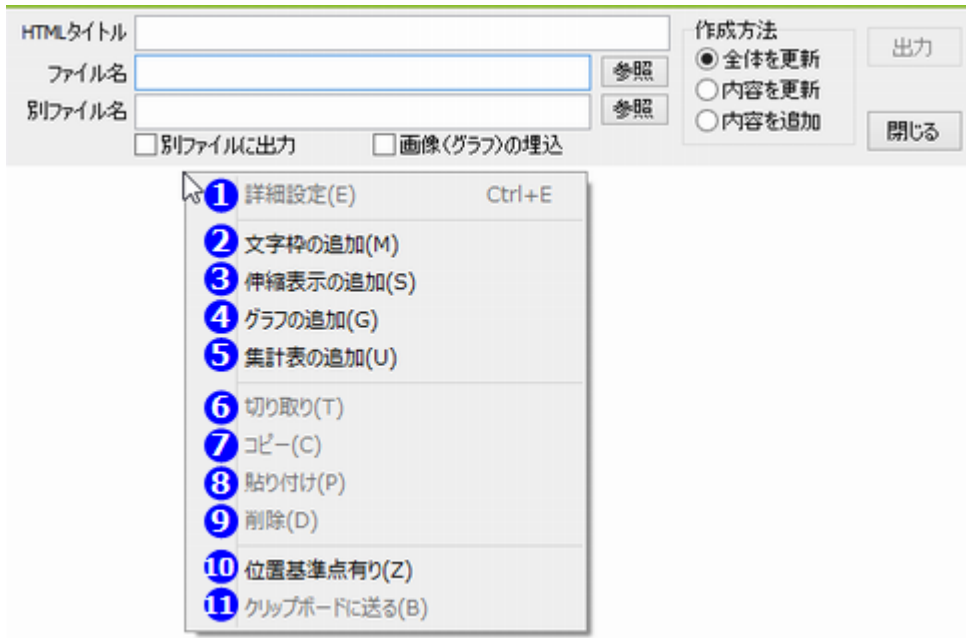 HTMLタイトル
ファイル名
参照
別ファイル名
参照
別ファイルに出力
画像(グラフ)の埋込
作成方法
全体を更新
内容を更新
内容を追加
出力
閉じる
1 詳細設定(E) Ctrl+E
2 文字枠の追加(M)
3 伸縮表示の追加(S)
4 グラフの追加(G)
5 集計表の追加(U)
6 切り取り(T)
7 コピー(C)
8 貼り付け(P)
9 削除(D)
10 位置基準点有り(Z)
11 クリップボードに送る(B)